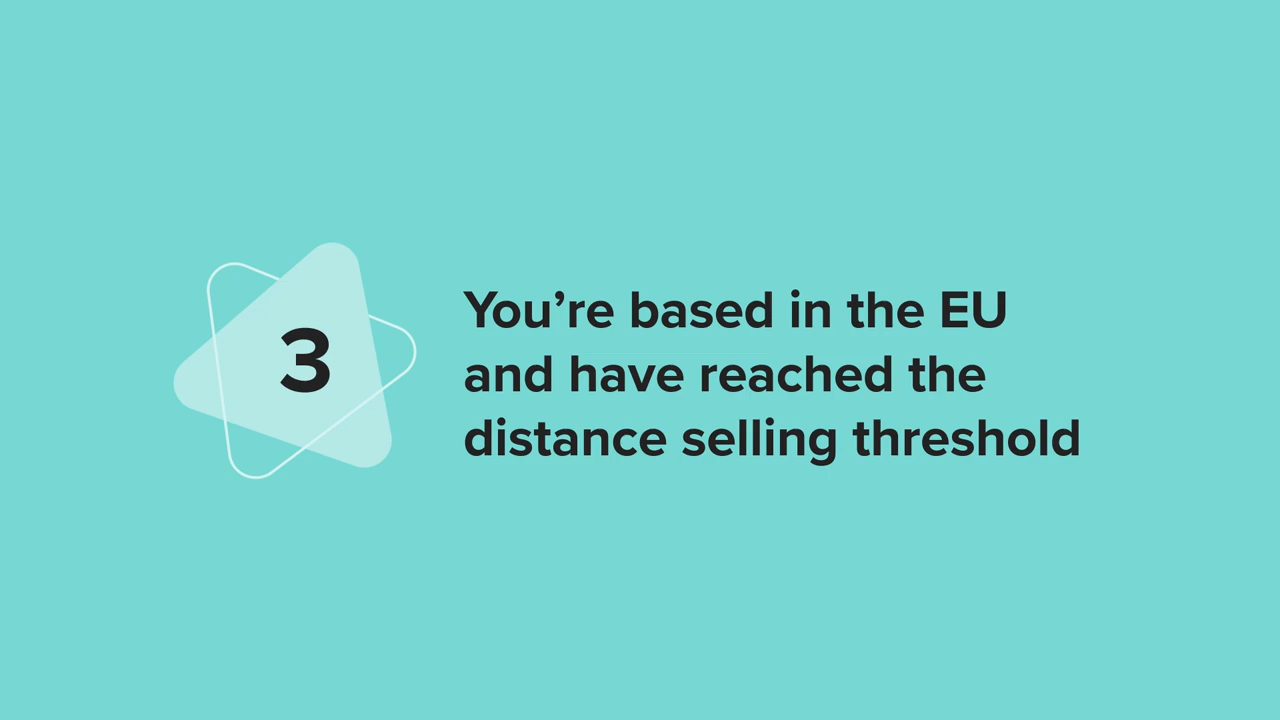 3
You’re based in the EU
and have reached the
distance selling threshold